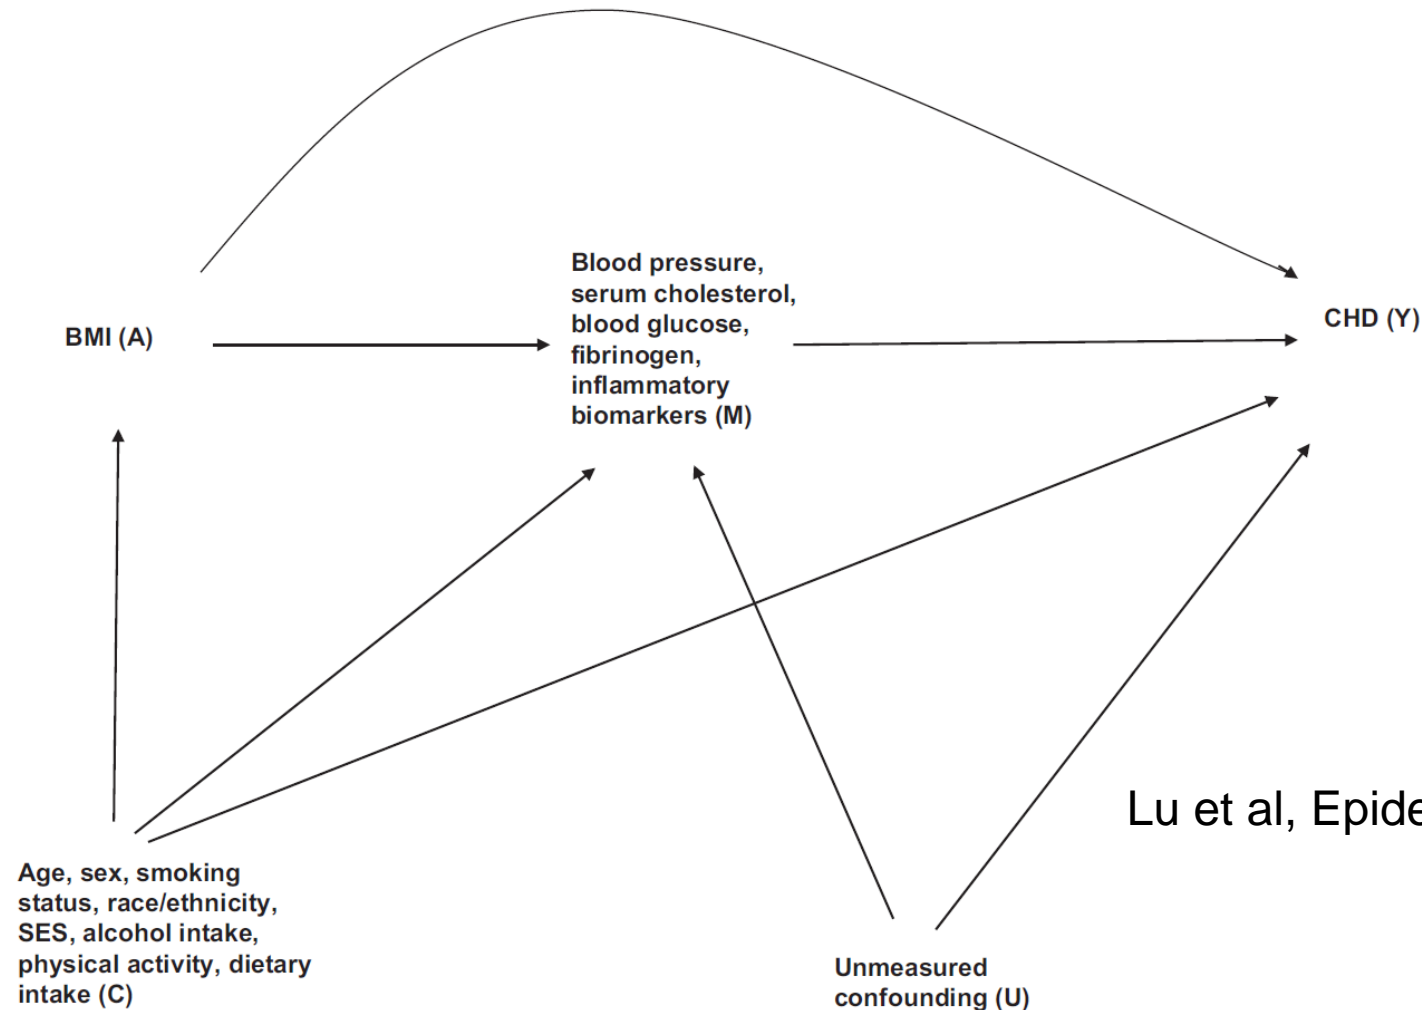 Blood pressure,
serum cholesterol,
blood glucose,
fibrinogen,
inflammatory
biomarkers (M)
BMI (A)
CHD (Y)
Lu et al,
Age, sex, smoking
status, race/ethnicity,
SES, alcohol intake,
physical activity, dietary
intake (C)
Unmeasured
confounding (U)